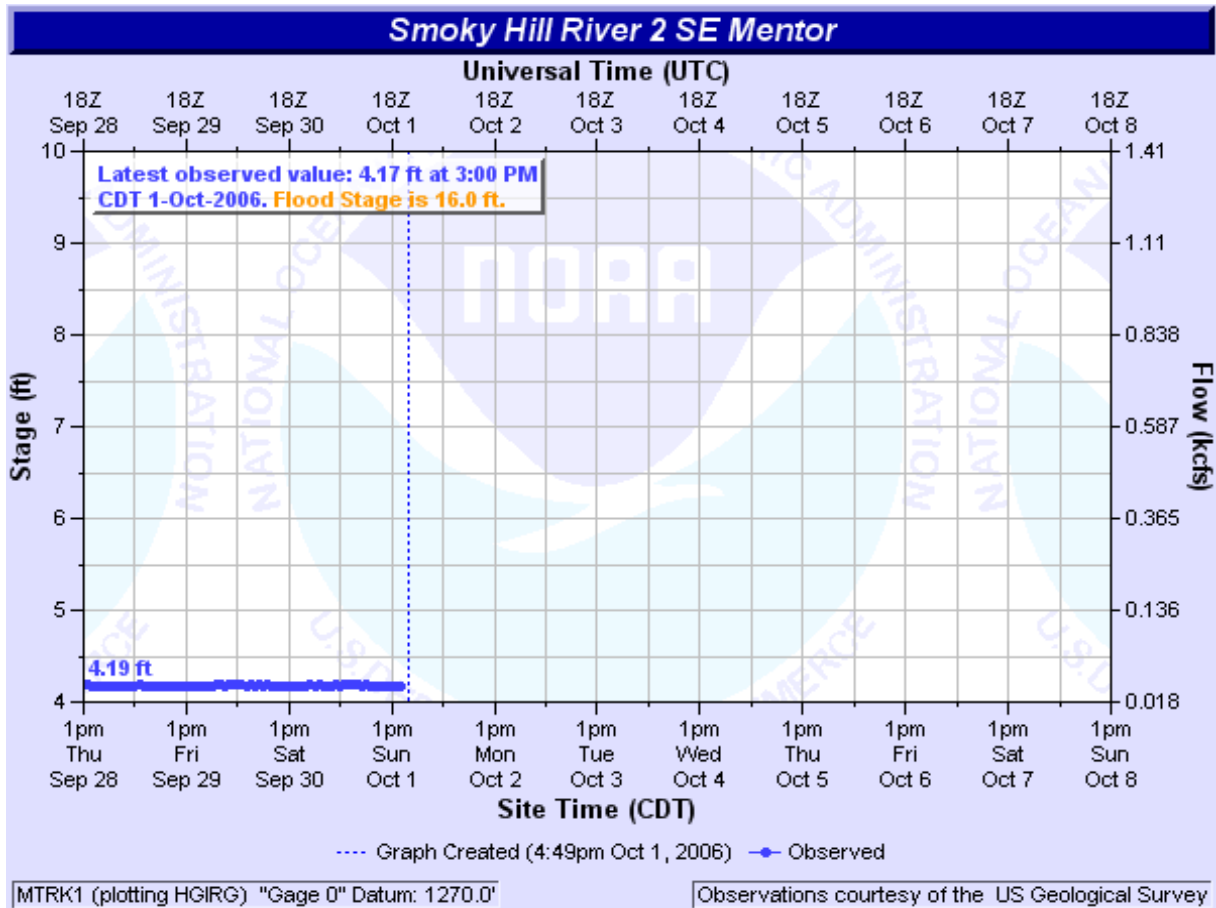 Smoky Hill River 2 SE Mentor
Universal Time (UTC)
18Z 18Z 18Z 18Z 18Z 18Z 18Z 18Z 18Z 18Z 18Z
Sep 28 Sep 29 Sep 30 Oct 1 Oct 2 Oct 3 Oct 4 Oct 5 Oct 6 Oct 7 Oct 8
Latest observed value: 4.17 ft at 3:00 PM
CDT 1-Oct-2006. Flood Stage is 16.0 ft.
Stage (ft)
10
9
8
7
6
5
4
4.19 ft
NOAA
NATIONAL OCEANIC
ADMINISTRATION
Flow (kcfs)
1.41
1.11
0.838
0.587
0.365
0.136
0.018
1pm 1pm 1pm 1pm 1pm 1pm 1pm 1pm 1pm 1pm 1pm
Thu Fri Sat Sun Mon Tue Wed Thu Fri Sat Sun
Sep 28 Sep 29 Sep 30 Oct 1 Oct 2 Oct 3 Oct 4 Oct 5 Oct 6 Oct 7 Oct 8
Site Time (CDT)
Graph Created (4:49pm Oct 1, 2006) Observed
MTRK1 (plotting HGIRG) "Gage 0" Datum: 1270.0'
Observations courtesy of the US Geological Survey